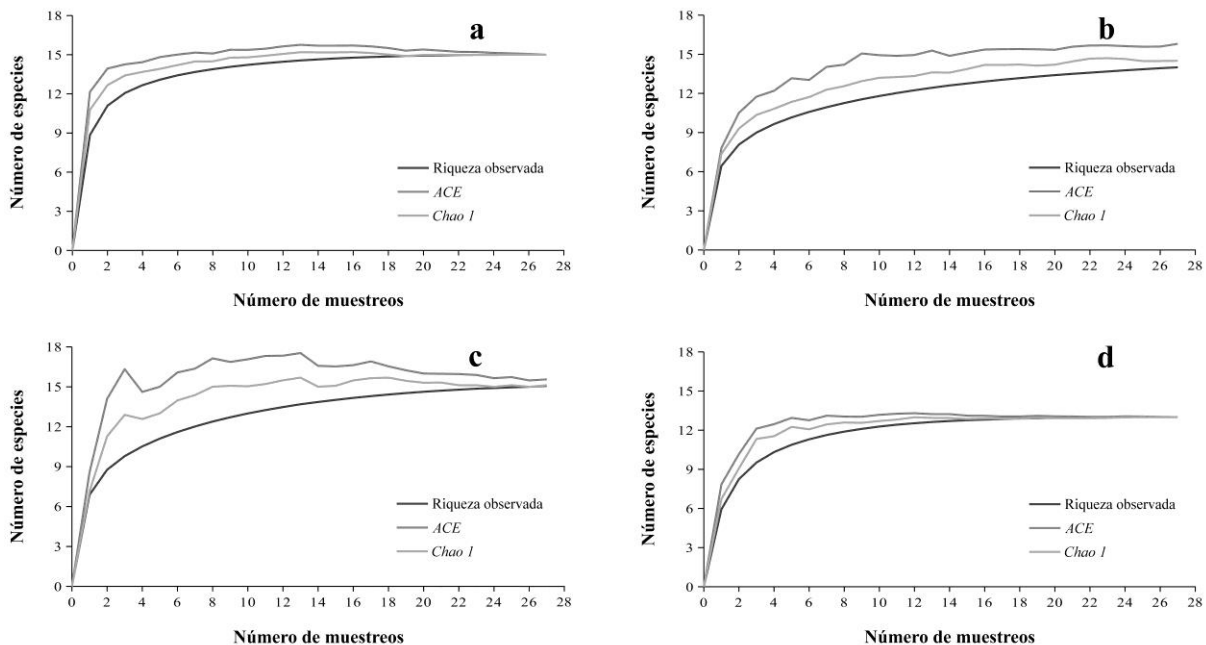 a
Número de especies
18
15
12
9
6
3
0
Riqueza observada
ACE
Chao 1
0 2 4 6 8 10 12 14 16 18 20 22 24 26 28
Número de muestreos
b
Número de especies
18
15
12
9
6
3
0
Riqueza observada
ACE
Chao 1
0 2 4 6 8 10 12 14 16 18 20 22 24 26 28
Número de muestreos
c
Número de especies
18
15
12
9
6
3
0
Riqueza observada
ACE
Chao 1
0 2 4 6 8 10 12 14 16 18 20 22 24 26 28
Número de muestreos
d
Número de especies
18
15
12
9
6
3
0
Riqueza observada
ACE
Chao 1
0 2 4 6 8 10 12 14 16 18 20 22 24 26 28
Número de muestreos